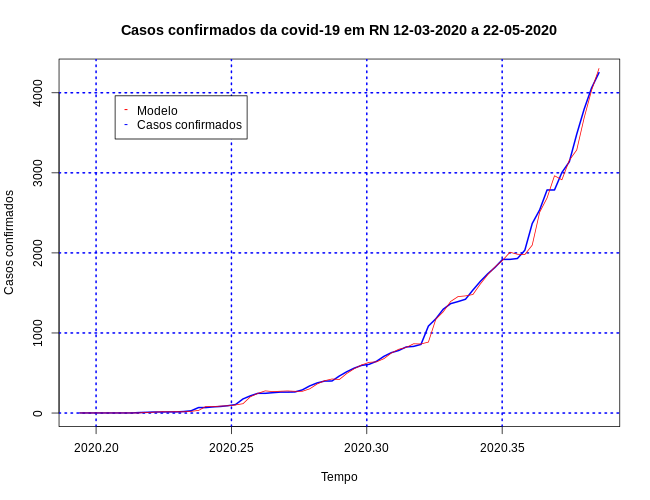 Casos confirmados da covid-19 em RN 12-03-2020 a 22-05-2020
Casos confirmados
4000
3000
2000
1000
0
- Modelo
- Casos confirmados
2020.20 2020.25 2020.30 2020.35
Tempo